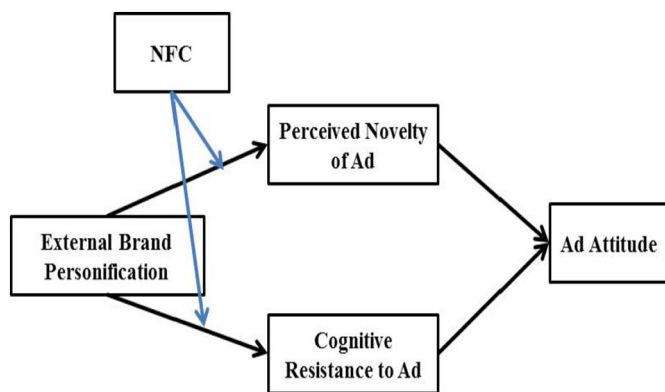 NFC
Perceived Novelty
of Ad
External Brand
Personification
Ad Attitude
Cognitive
Resistance to Ad